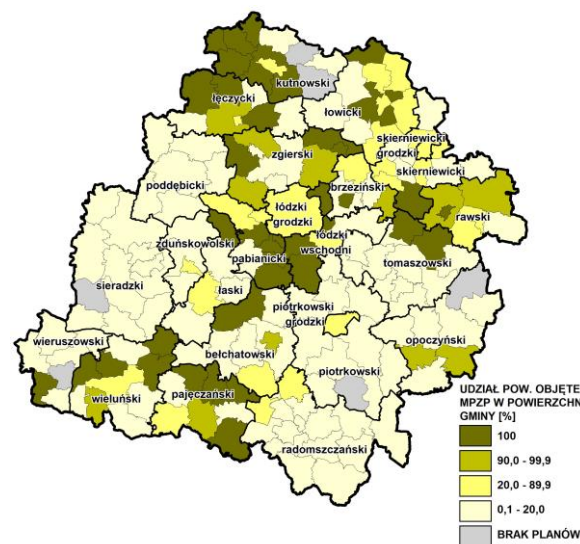 kutnowski
łęczycki
łowicki
zgierski
skierniewicki
grodzki
skierniewicki
poddębicki
brzeziński
łódzki
grodzki
rawski
łódzki
wschodni
zduńskowolski
pabianicki
tomaszowski
sieradzki
łaski
piotrkowski
grodzki
wieruszowski
opoczyński
bełchatowski
piotrkowski
wieluński
pajęczański
radomszczański
UDZIAŁ POW. OBJĘTE
MPZP W POWIERZCHN
GMINY [%]
100
90,0 - 99,9
20,0 - 89,9
0,1 - 20,0
BRAK PLANÓW